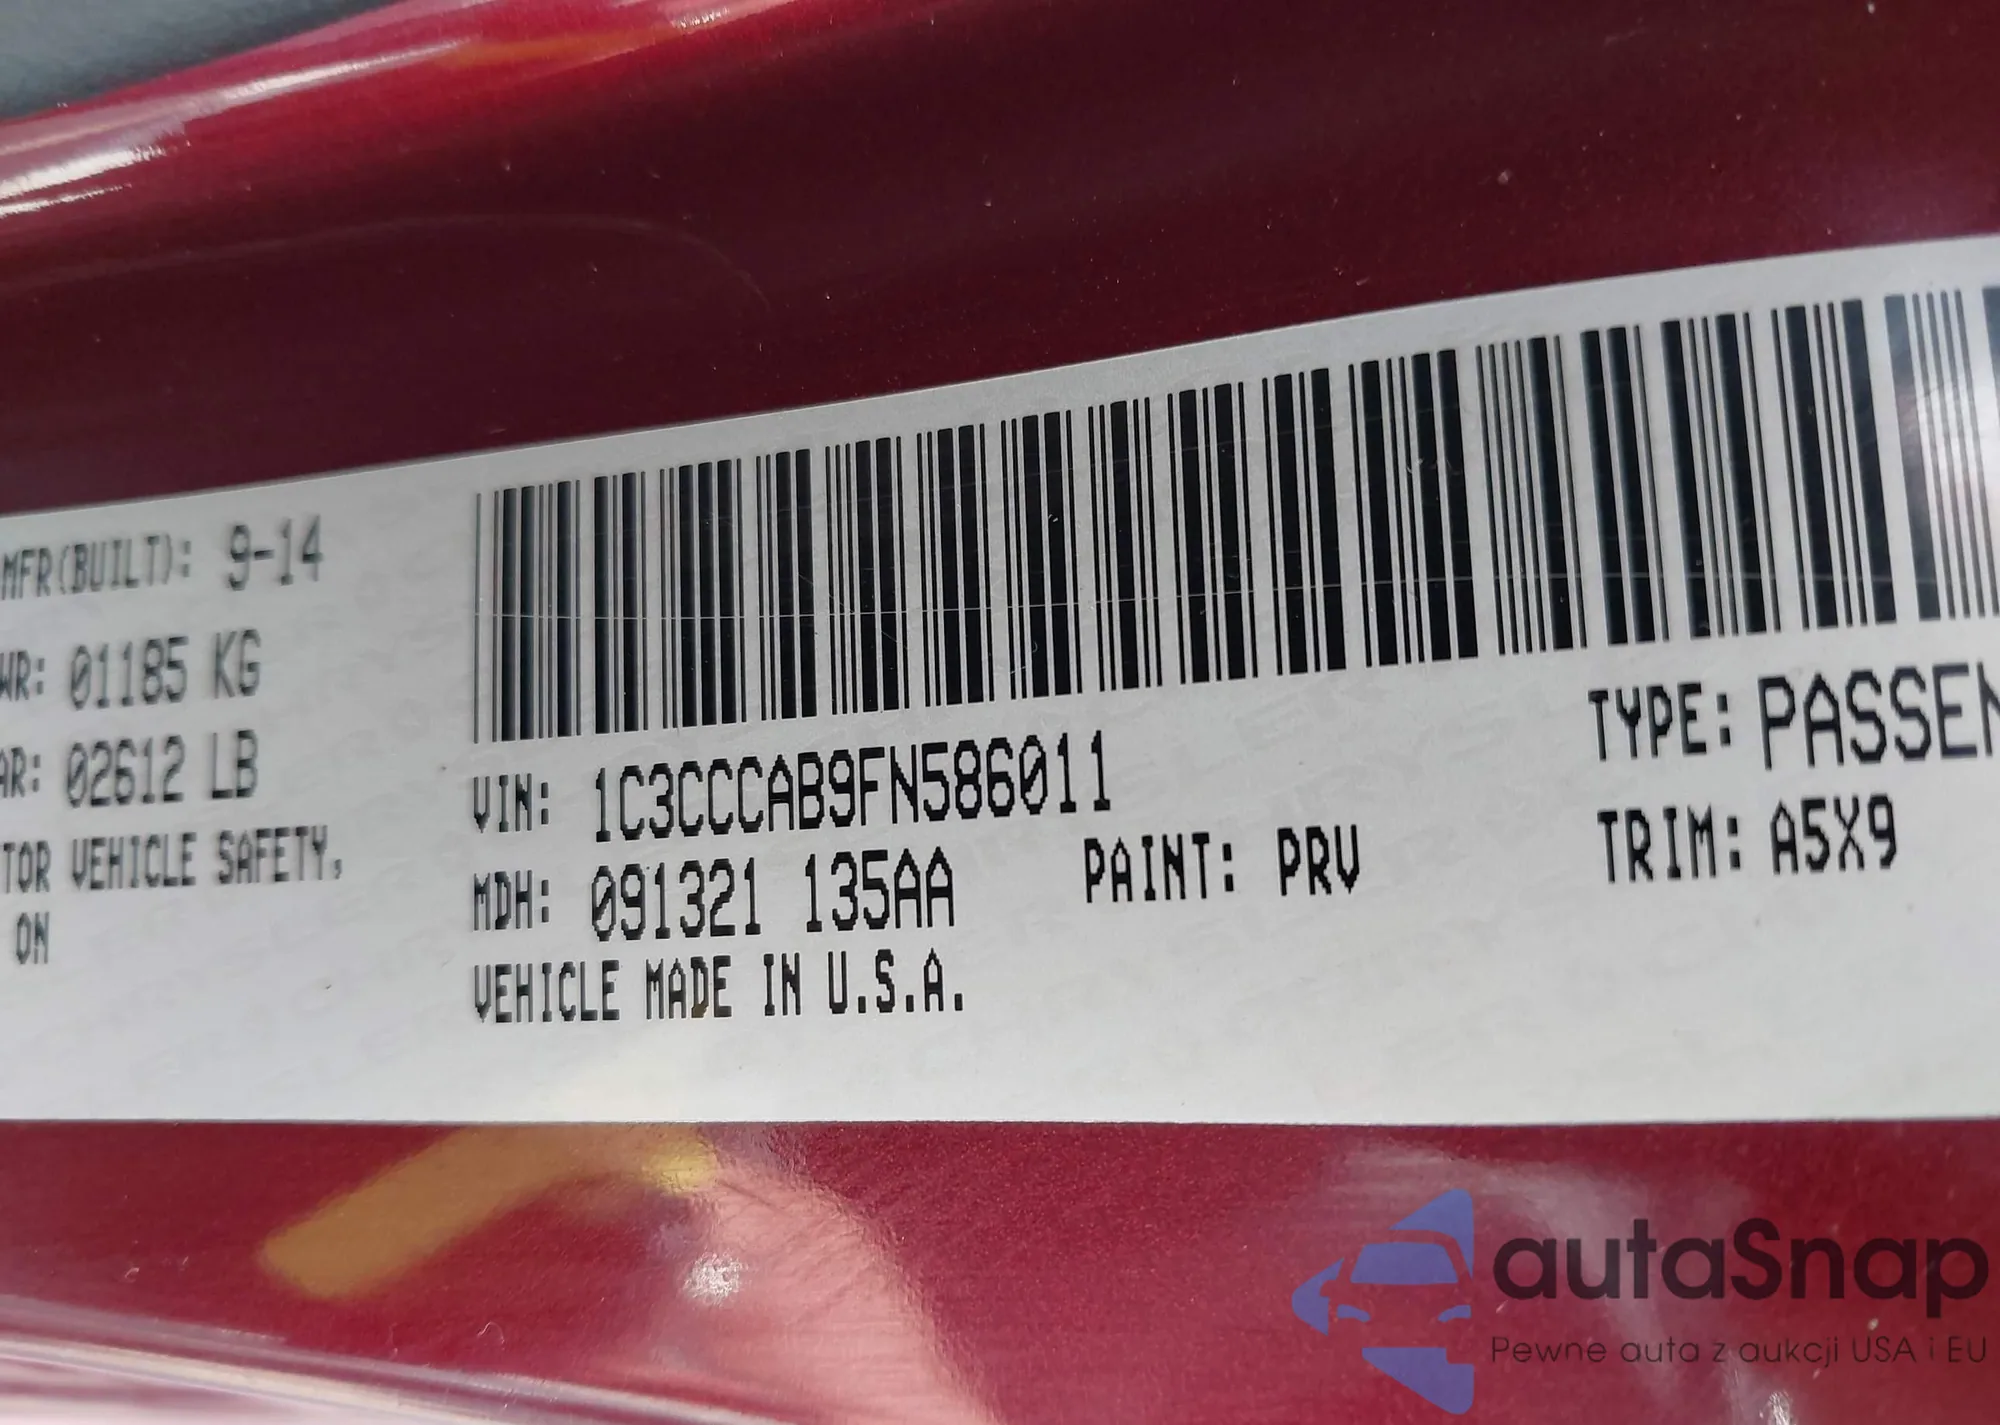 MFR(BUILT): 9-14
WR: 01185 KG
AR: 02612 LB
TOR VEHICLE SAFETY,
ON
VIN: 1C3CCCAB9FN586011
TYPE: PASSEN
MDH: 091321 135AA
PAINT: PRV
TRIM: A5X9
VEHICLE MADE IN U.S.A.
autaSnap
Pewne auta z aukcji USA i EU